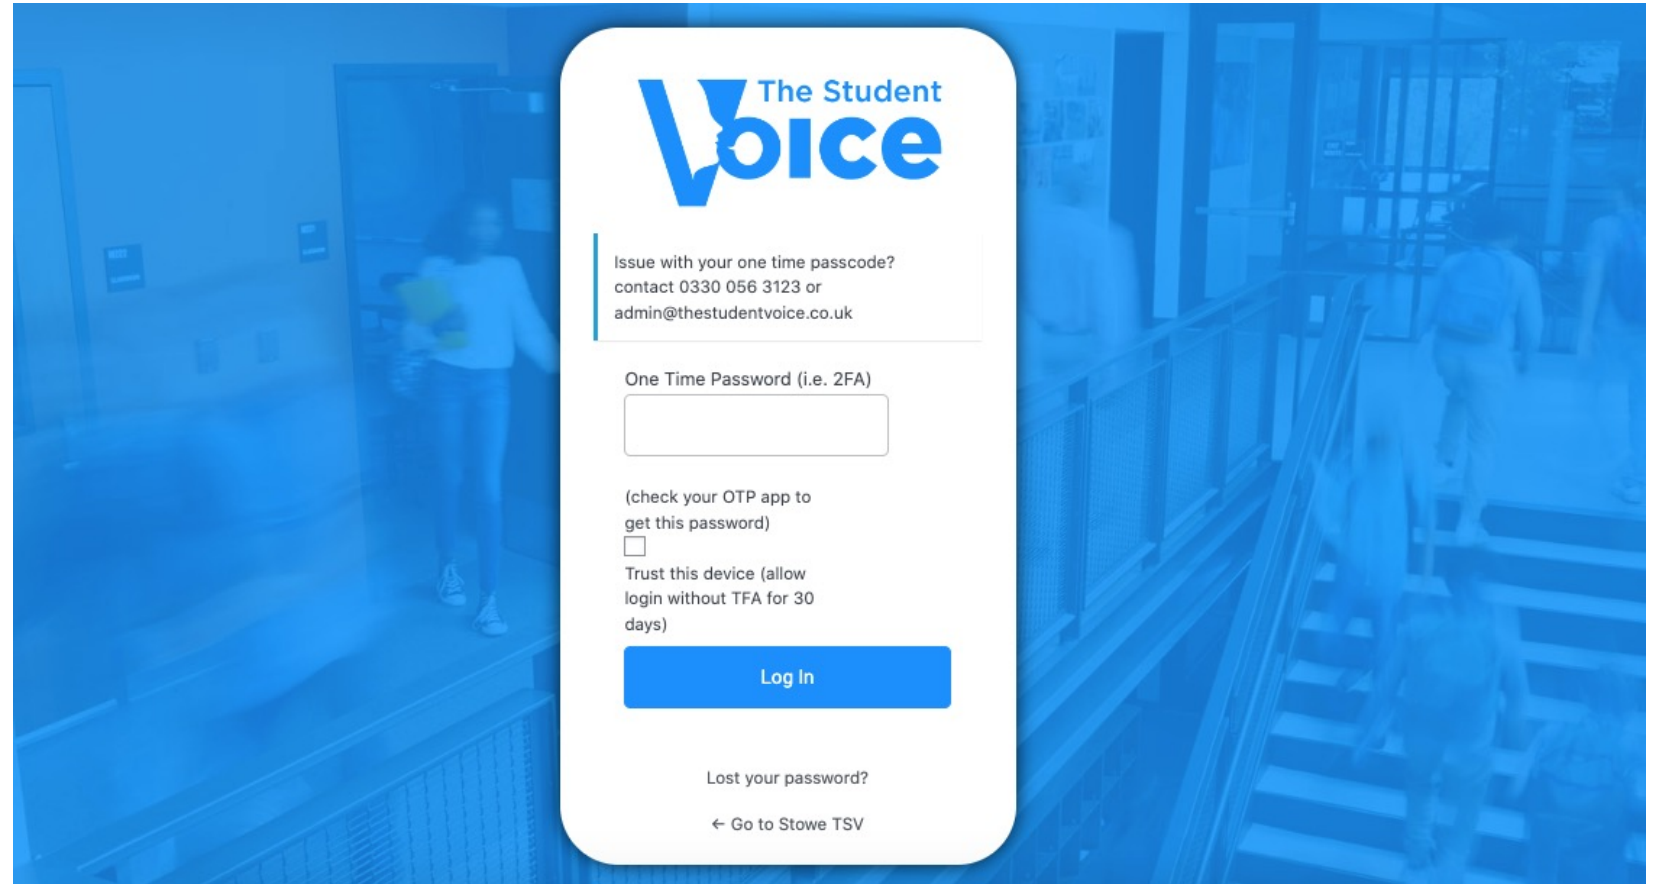 The Student
Voice
Issue with your one time passcode?
contact 0330 056 3123 or
admin@thestudentvoice.co.uk
One Time Password (i.e. 2FA)
(check your OTP app to
get this password)
Trust this device (allow
login without TFA for 30
days)
Log In
Lost your password?
← Go to Stowe TSV